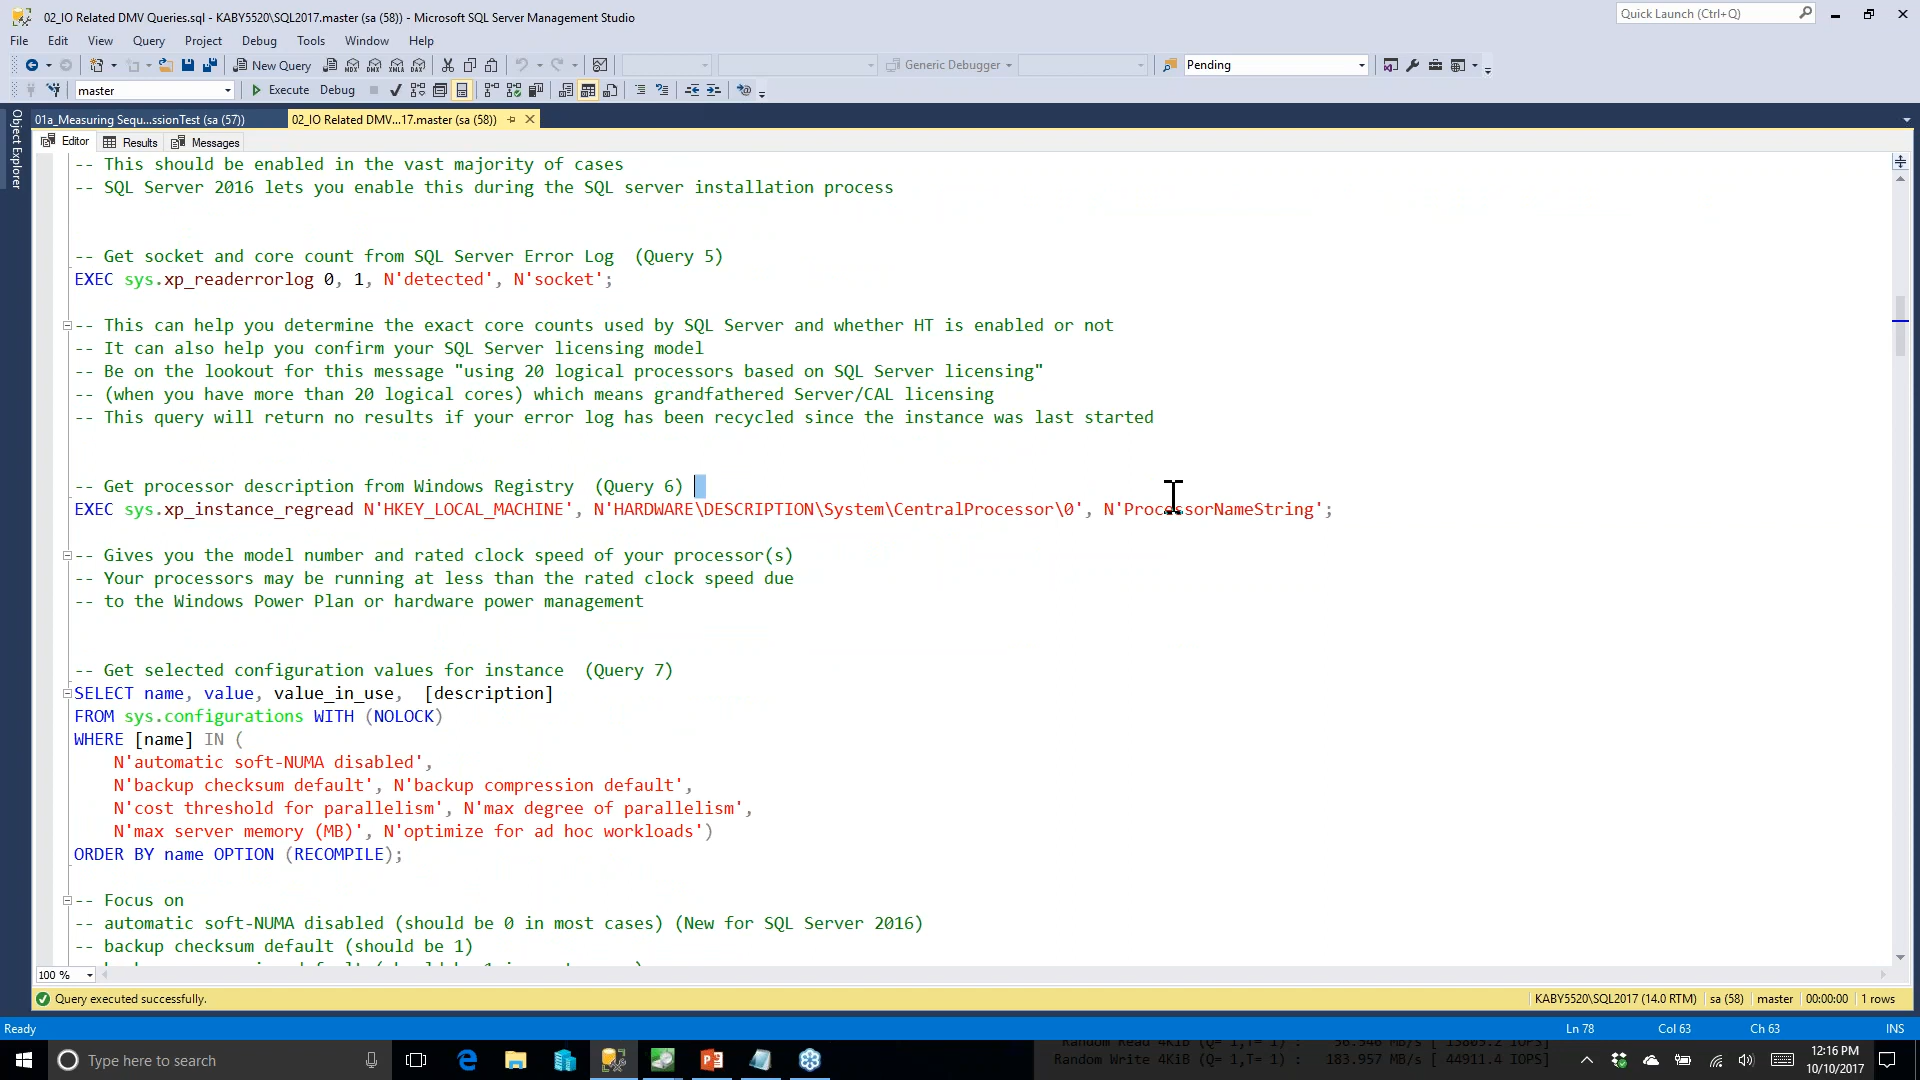 02_IO Related DMV Queries.sql - KABY5520\SQL2017.master (sa (58)) - Microsoft SQL Server Management Studio
Quick Launch (Ctrl+Q)
File Edit View Query Project Debug Tools Window Help
New Query
Generic Debugger
Pending
master
Execute Debug
01a_Measuring Sequ...ssionTest (sa (57))
02_IO Related DMV...17.master (sa (58))
Object Explorer
Editor Results Messages
-- This should be enabled in the vast majority of cases
-- SQL Server 2016 lets you enable this during the SQL server installation process
-- Get socket and core count from SQL Server Error Log  (Query 5)
EXEC sys.xp_readerrorlog 0, 1, N'detected', N'socket';
-- This can help you determine the exact core counts used by SQL Server and whether HT is enabled or not
-- It can also help you confirm your SQL Server licensing model
-- Be on the lookout for this message "using 20 logical processors based on SQL Server licensing"
-- (when you have more than 20 logical cores) which means grandfathered Server/CAL licensing
-- This query will return no results if your error log has been recycled since the instance was last started
-- Get processor description from Windows Registry  (Query 6)
EXEC sys.xp_instance_regread N'HKEY_LOCAL_MACHINE', N'HARDWARE\DESCRIPTION\System\CentralProcessor\0', N'ProcessorNameString';
-- Gives you the model number and rated clock speed of your processor(s)
-- Your processors may be running at less than the rated clock speed due
-- to the Windows Power Plan or hardware power management
-- Get selected configuration values for instance  (Query 7)
SELECT name, value, value_in_use,  [description]
FROM sys.configurations WITH (NOLOCK)
WHERE [name] IN (
N'automatic soft-NUMA disabled',
N'backup checksum default', N'backup compression default',
N'cost threshold for parallelism', N'max degree of parallelism',
N'max server memory (MB)', N'optimize for ad hoc workloads')
ORDER BY name OPTION (RECOMPILE);
-- Focus on
-- automatic soft-NUMA disabled (should be 0 in most cases) (New for SQL Server 2016)
-- backup checksum default (should be 1)
100 %
Query executed successfully.
KABY5520\SQL2017 (14.0 RTM) sa (58) master 00:00:00 1 rows
Ready
Ln 78 Col 63 Ch 63 INS
Type here to search
Random Write 4KiB (Q= 1,T= 1) : 183.957 MB/s [ 44911.4 IOPS]
12:16 PM
10/10/2017